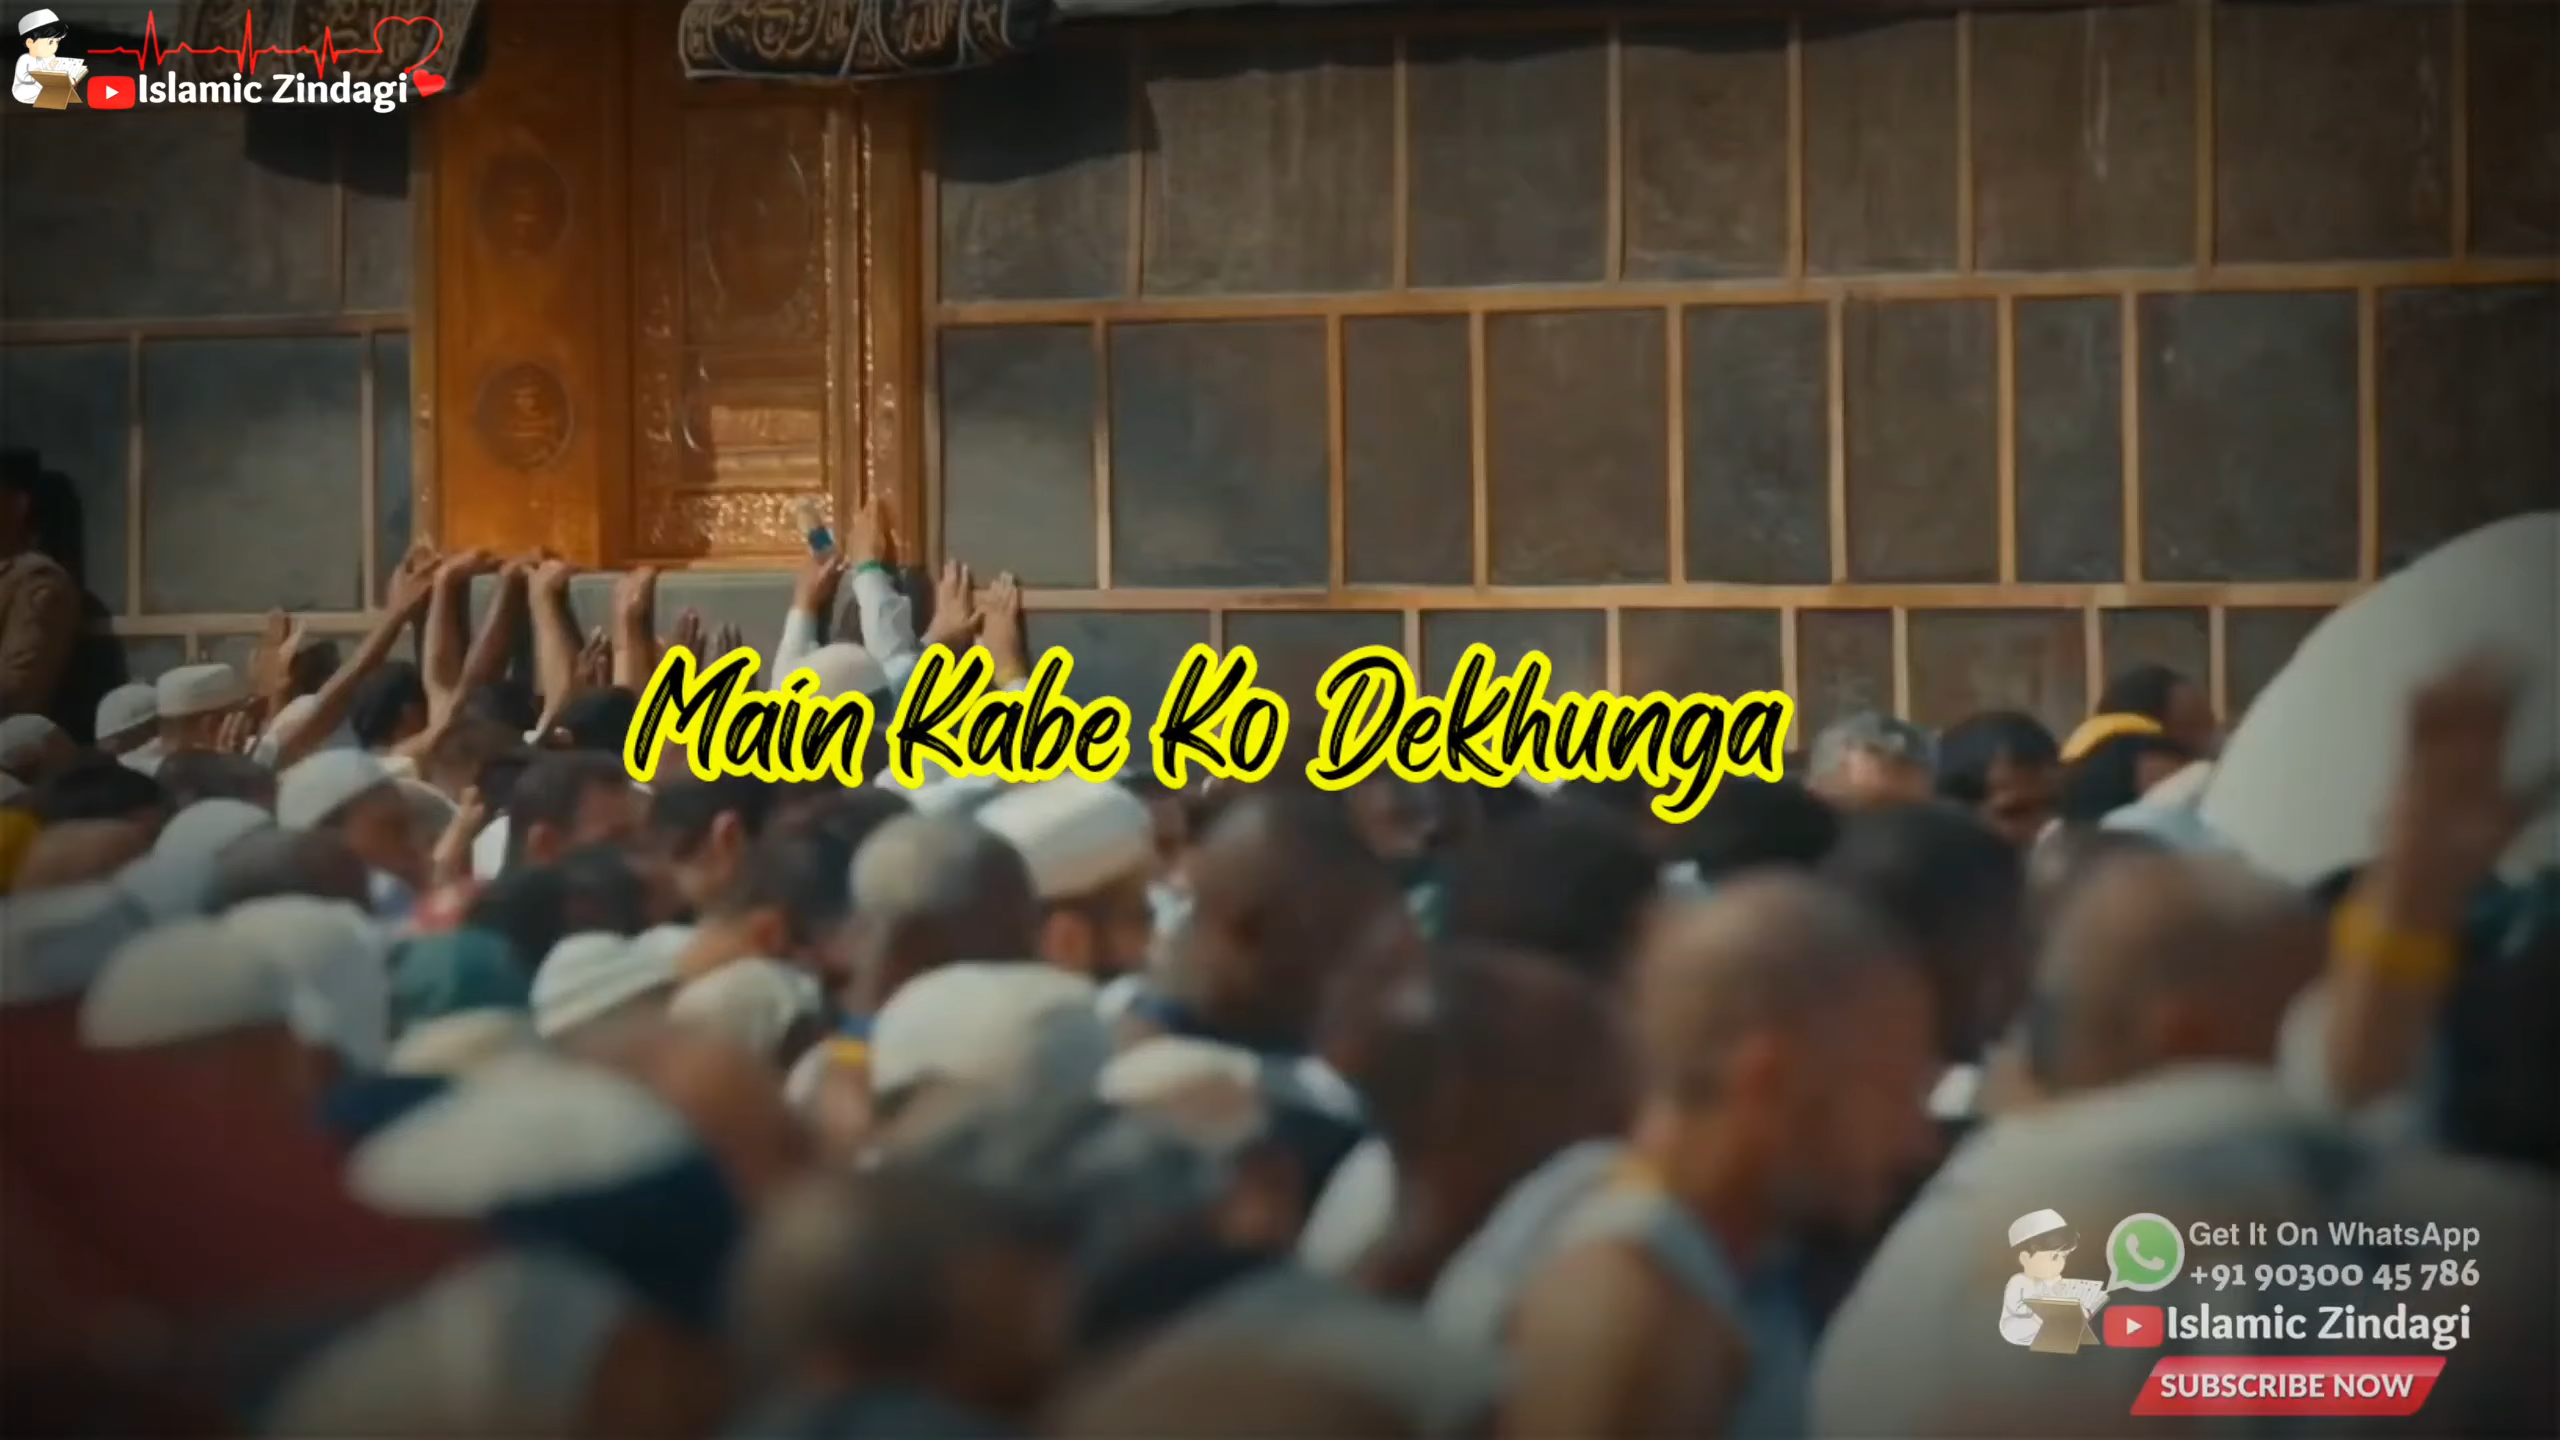 Islamic Zindagi
Main Kabe Ko Dekhunga
Get It On WhatsApp
+91 90300 45 786
Islamic Zindagi
SUBSCRIBE NOW